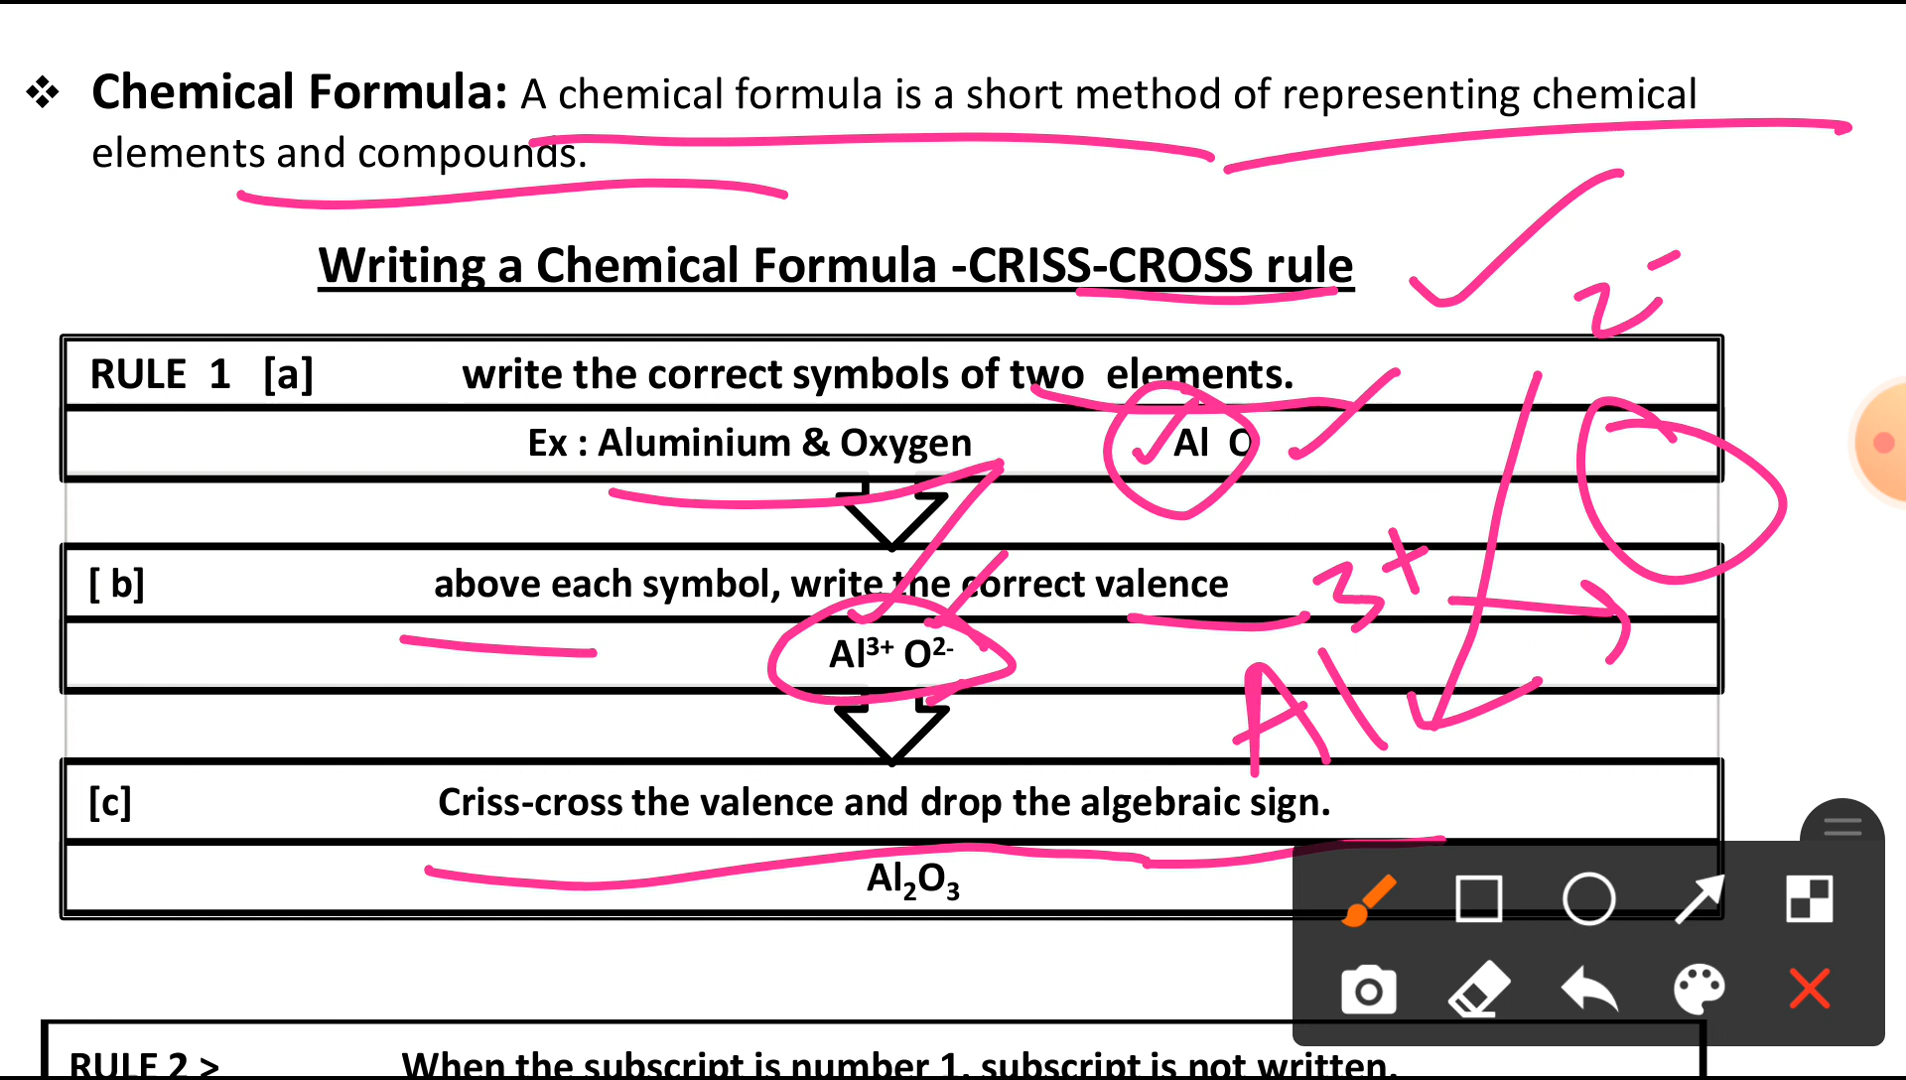 ❖ Chemical Formula: A chemical formula is a short method of representing chemical
elements and compounds.
Writing a Chemical Formula -CRISS-CROSS rule
2-
RULE 1 [a] write the correct symbols of two elements.
Ex : Aluminium & Oxygen Al O
[ b] above each symbol, write the correct valence
Al³⁺ O²⁻
Al 3+
[c] Criss-cross the valence and drop the algebraic sign.
Al₂O₃
RULE 2 > When the subscript is number 1, subscript is not written.